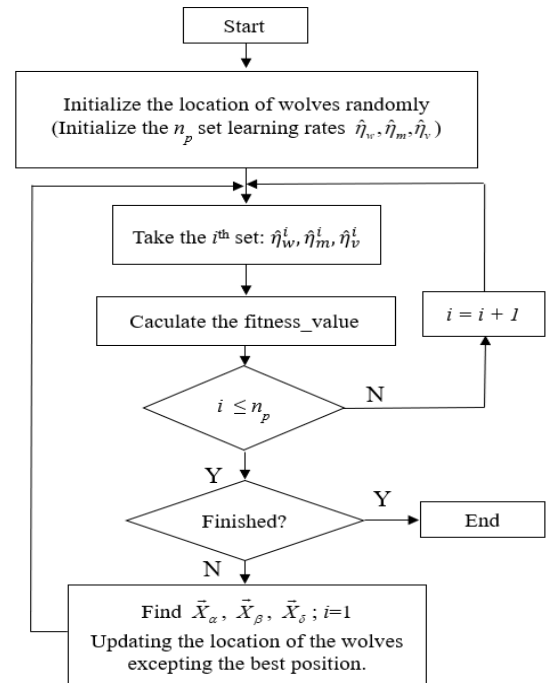 Start
Initialize the location of wolves randomly
(Initialize the n_p set learning rates η̂_w, η̂_m, η̂_v)
Take the iᵗʰ set: η̂_w^i, η̂_m^i, η̂_v^i
Caculate the fitness_value
i = i + 1
i ≤ n_p
N
Y
Finished?
Y
End
N
Find X⃗_α, X⃗_β, X⃗_δ ; i=1
Updating the location of the wolves
excepting the best position.